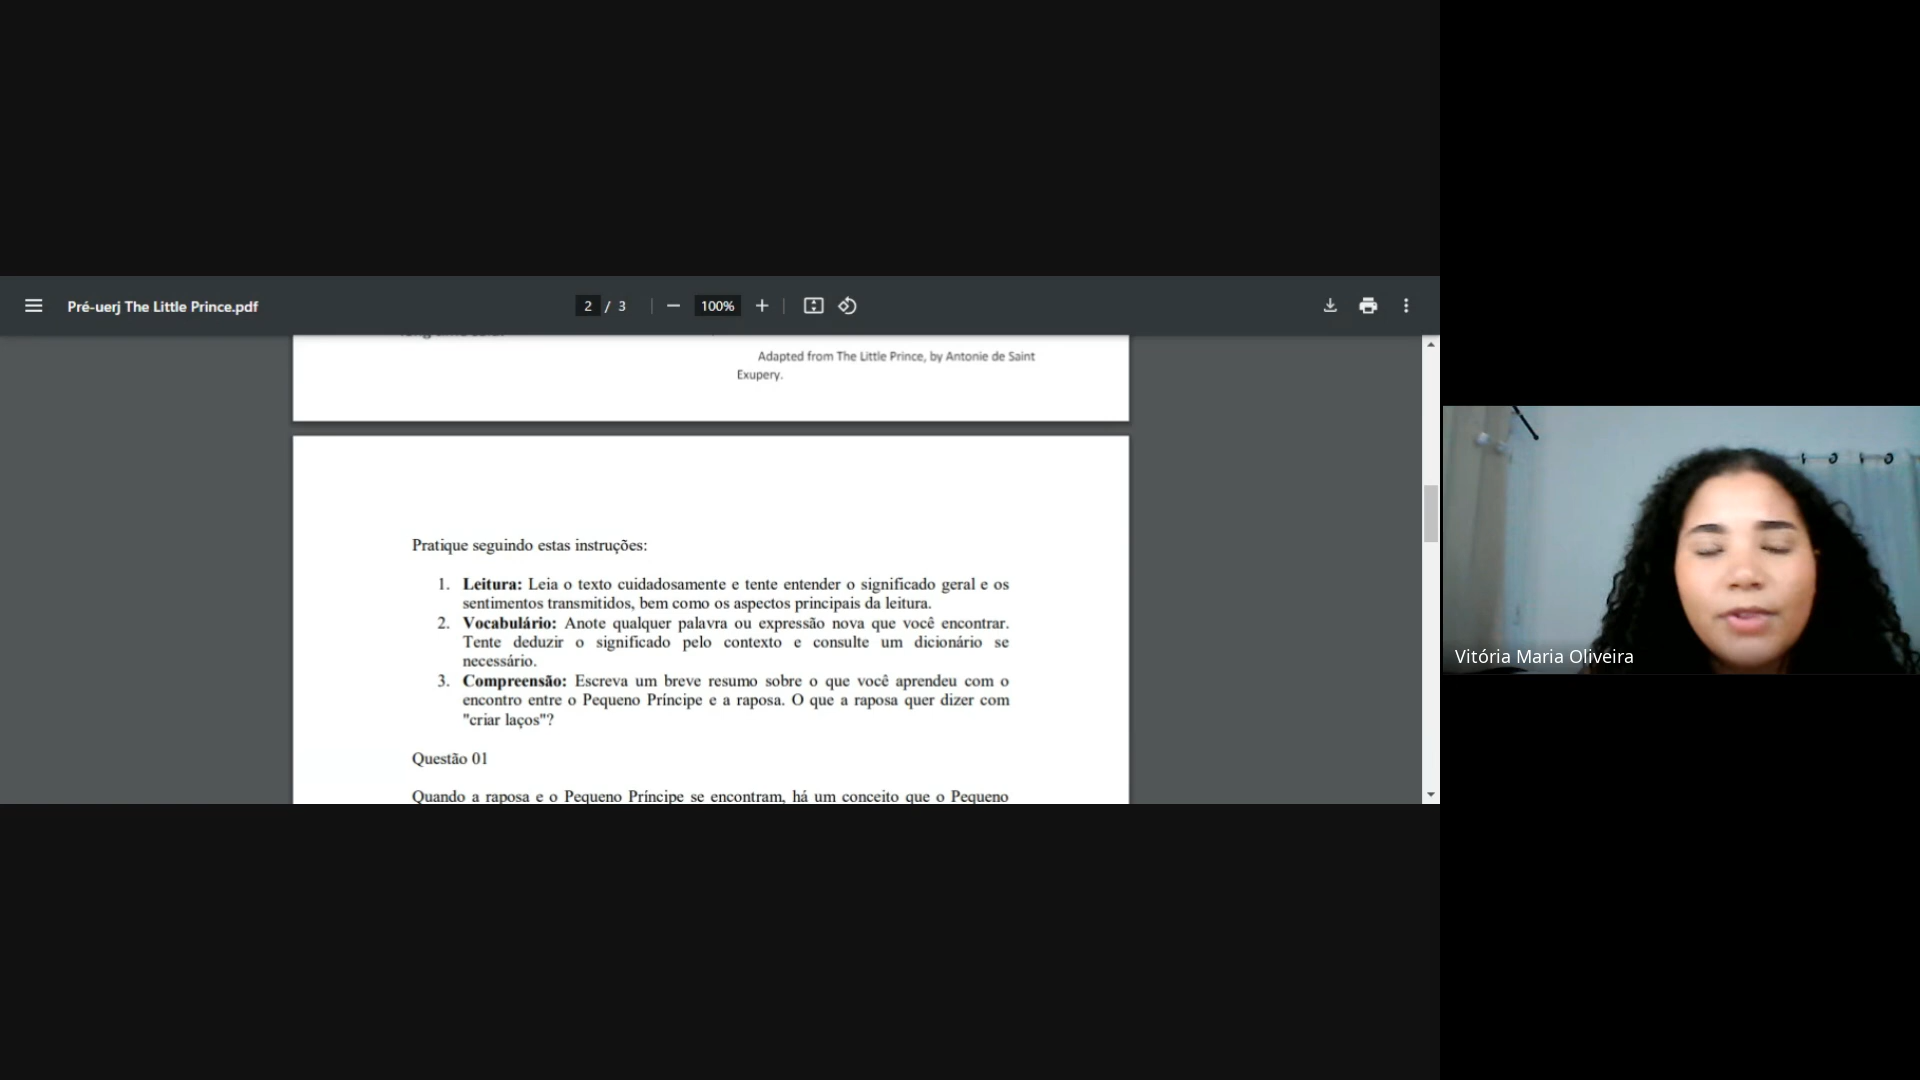 Pré-uerj The Little Prince.pdf
2 / 3
100%
Adapted from The Little Prince, by Antonie de Saint
Exupery.
Pratique seguindo estas instruções:
1. Leitura: Leia o texto cuidadosamente e tente entender o significado geral e os
sentimentos transmitidos, bem como os aspectos principais da leitura.
2. Vocabulário: Anote qualquer palavra ou expressão nova que você encontrar.
Tente deduzir o significado pelo contexto e consulte um dicionário se
necessário.
3. Compreensão: Escreva um breve resumo sobre o que você aprendeu com o
encontro entre o Pequeno Príncipe e a raposa. O que a raposa quer dizer com
"criar laços"?
Questão 01
Quando a raposa e o Pequeno Príncipe se encontram, há um conceito que o Pequeno
Vitória Maria Oliveira